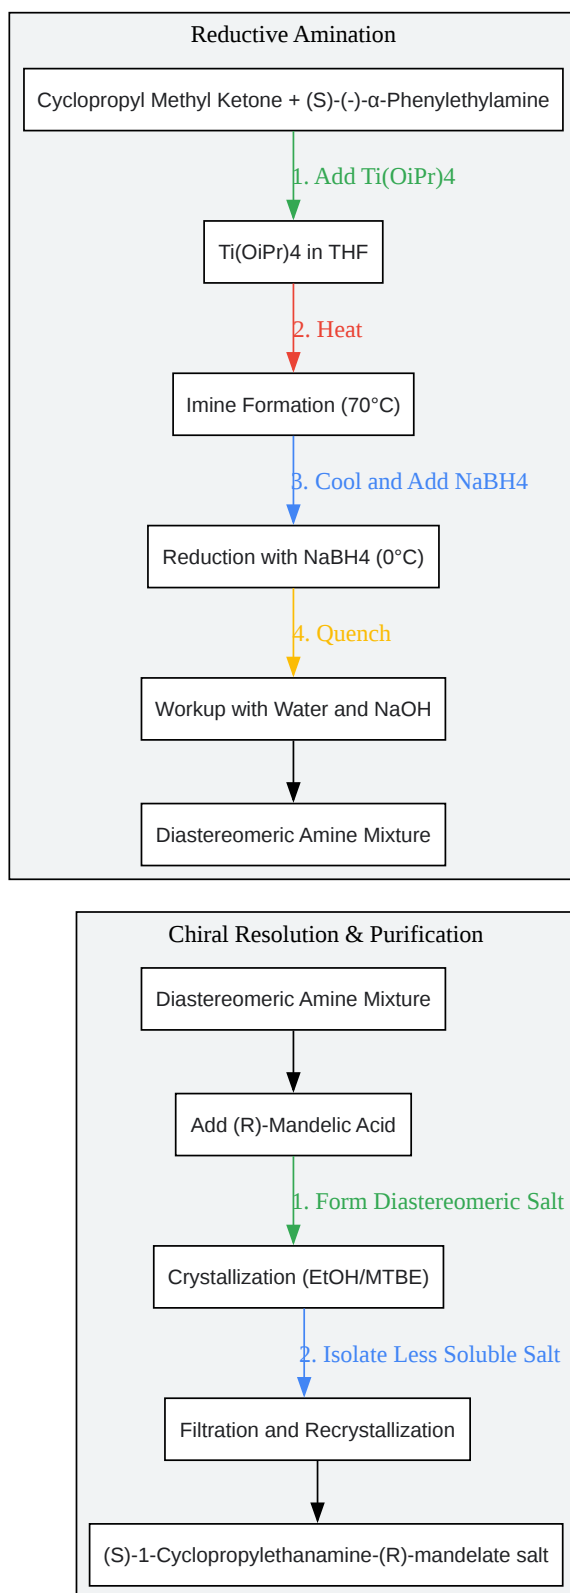 Reductive Amination
Cyclopropyl Methyl Ketone + (S)-(-)-α-Phenylethylamine
1. Add Ti(OiPr)4
Ti(OiPr)4 in THF
2. Heat
Imine Formation (70°C)
3. Cool and Add NaBH4
Reduction with NaBH4 (0°C)
4. Quench
Workup with Water and NaOH
Diastereomeric Amine Mixture
Chiral Resolution & Purification
Diastereomeric Amine Mixture
Add (R)-Mandelic Acid
1. Form Diastereomeric Salt
Crystallization (EtOH/MTBE)
2. Isolate Less Soluble Salt
Filtration and Recrystallization
(S)-1-Cyclopropylethanamine-(R)-mandelate salt